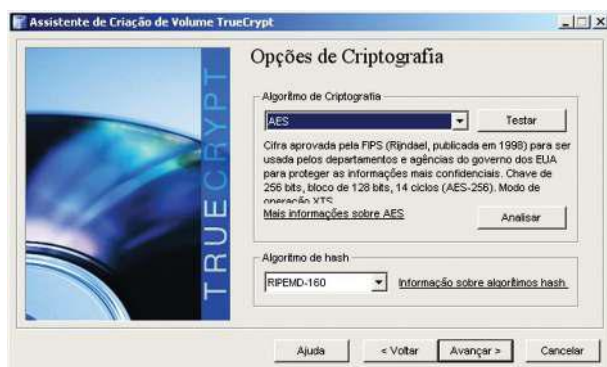 Assistente de Criação de Volume TrueCrypt
TRUECRYPT
Opções de Criptografia
Algoritmo de Criptografia
AES
Testar
Cifra aprovada pela FIPS (Rijndael, publicada em 1998) para ser
usada pelos departamentos e agências do governo dos EUA
para proteger as informações mais confidenciais. Chave de
256 bits, bloco de 128 bits, 14 ciclos (AES-256). Modo de
operação XTS
Mais informações sobre AES
Analisar
Algoritmo de hash
RIPEMD-160
Informação sobre algoritmos hash
Ajuda
< Voltar
Avançar >
Cancelar